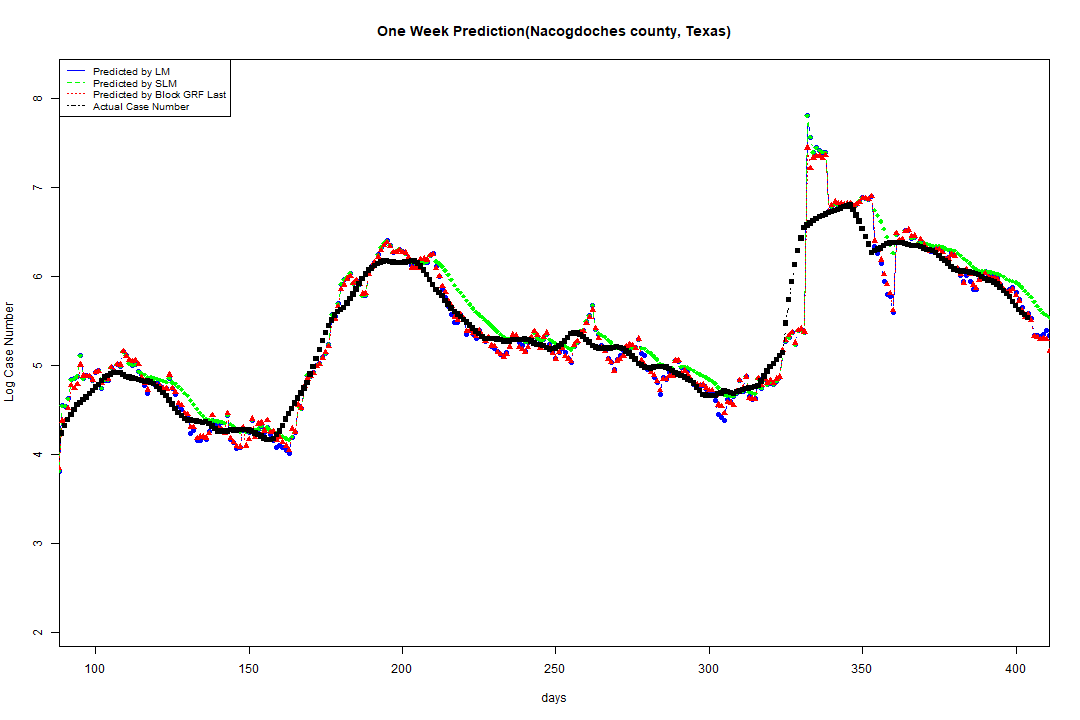 One Week Prediction(Nacogdoches county, Texas)
Predicted by LM
Predicted by SLM
Predicted by Block GRF Last
Actual Case Number
8
7
6
5
4
3
2
Log Case Number
100 150 200 250 300 350 400
days